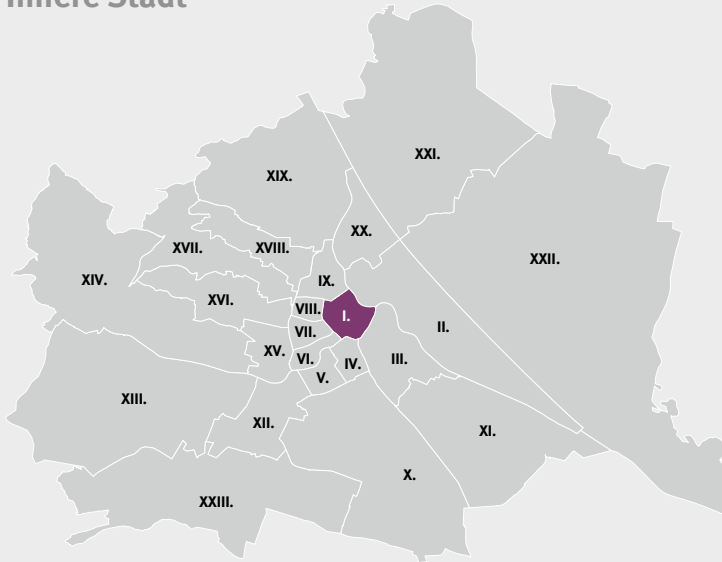 Innere Stadt
XXI.
XIX.
XX.
XXII.
XVII.
XVIII.
XIV.
IX.
XVI.
VIII.
I.
II.
VII.
XV.
VI.
IV.
III.
V.
XIII.
XII.
XI.
X.
XXIII.